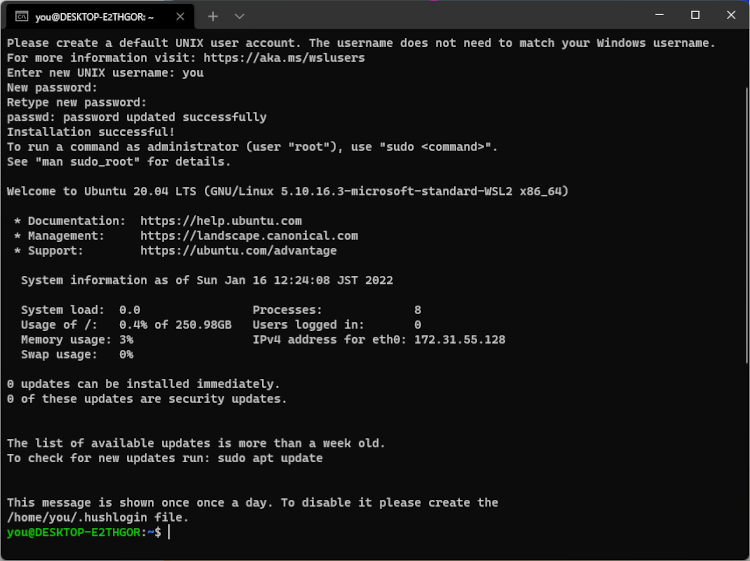 you@DESKTOP-E2THGOR: ~
Please create a default UNIX user account. The username does not need to match your Windows username.
For more information visit: https://aka.ms/wslusers
Enter new UNIX username: you
New password:
Retype new password:
passwd: password updated successfully
Installation successful!
To run a command as administrator (user "root"), use "sudo <command>".
See "man sudo_root" for details.
Welcome to Ubuntu 20.04 LTS (GNU/Linux 5.10.16.3-microsoft-standard-WSL2 x86_64)
* Documentation:  https://help.ubuntu.com
* Management:     https://landscape.canonical.com
* Support:        https://ubuntu.com/advantage
System information as of Sun Jan 16 12:24:08 JST 2022
System load:  0.0                Processes:             8
Usage of /:   0.4% of 250.98GB   Users logged in:       0
Memory usage: 3%                 IPv4 address for eth0: 172.31.55.128
Swap usage:   0%
0 updates can be installed immediately.
0 of these updates are security updates.
The list of available updates is more than a week old.
To check for new updates run: sudo apt update
This message is shown once once a day. To disable it please create the
/home/you/.hushlogin file.
you@DESKTOP-E2THGOR:~$